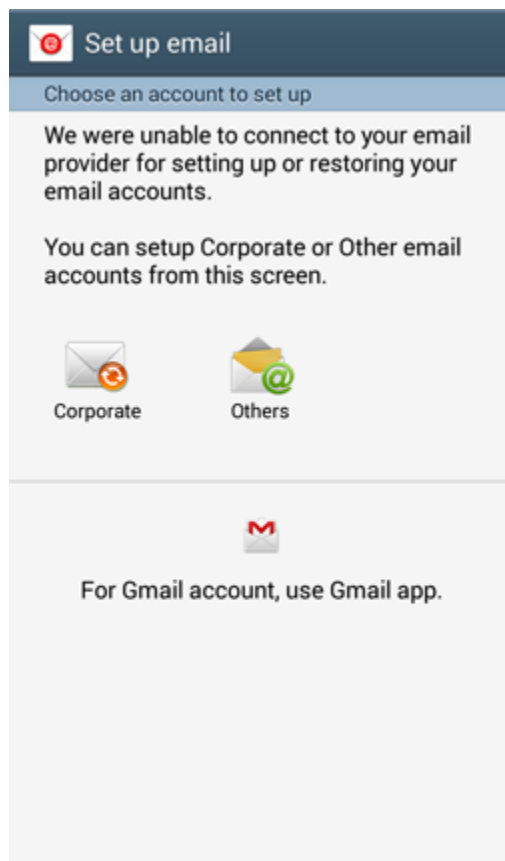 Set up email
Choose an account to set up
We were unable to connect to your email
provider for setting up or restoring your
email accounts.
You can setup Corporate or Other email
accounts from this screen.
Corporate Others
For Gmail account, use Gmail app.